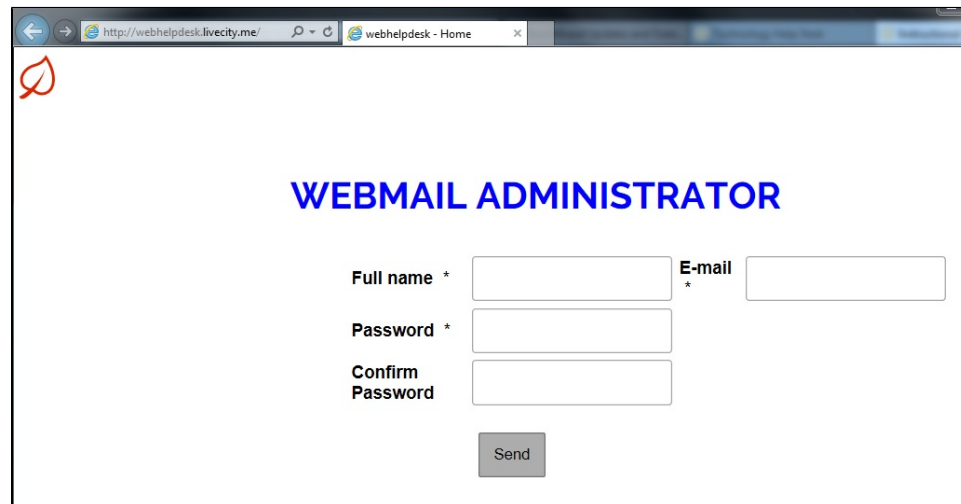 http://webhelpdesk.livecity.me/
webhelpdesk - Home
WEBMAIL ADMINISTRATOR
Full name *
E-mail
*
Password *
Confirm
Password
Send